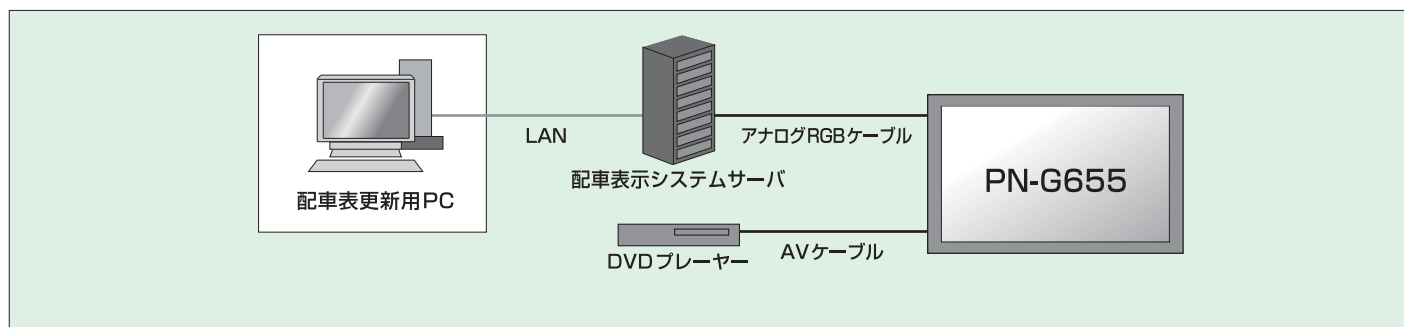 配車表更新用PC
LAN
配車表示システムサーバ
アナログRGBケーブル
PN-G655
DVDプレーヤー
AVケーブル